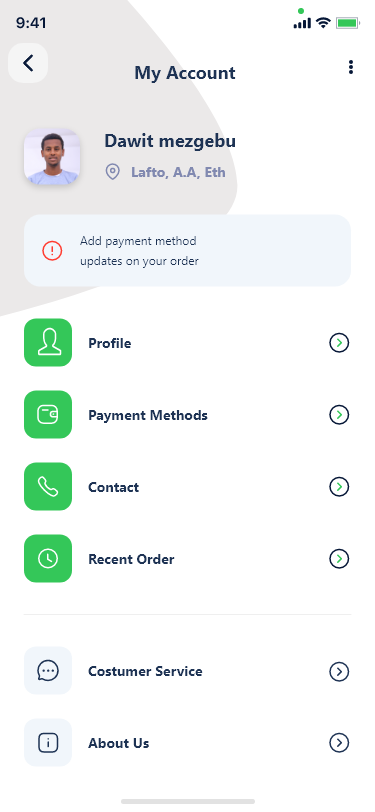 9:41
My Account
Dawit mezgebu
Lafto, A.A, Eth
Add payment method
updates on your order
Profile
Payment Methods
Contact
Recent Order
Costumer Service
About Us